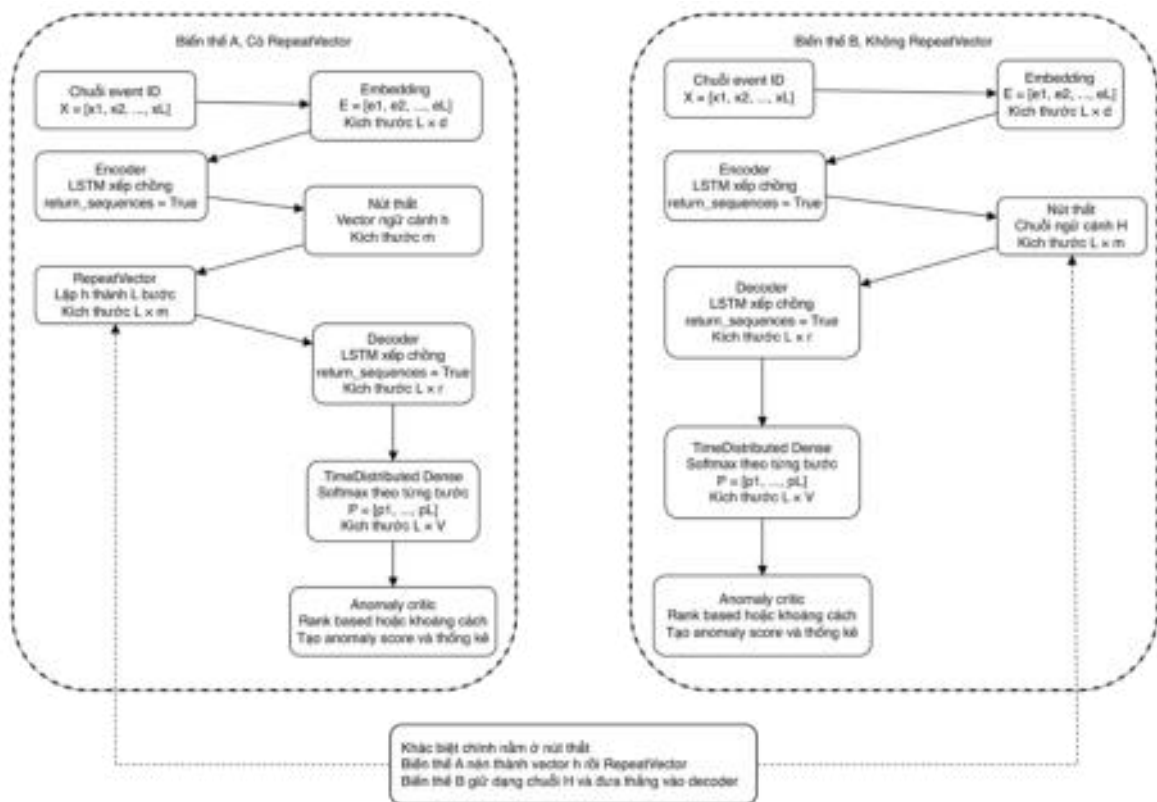 Biến thể A, Có RepeatVector
Chuỗi event ID
X = [x1, x2, ..., xL]
Embedding
E = [e1, e2, ..., eL]
Kích thước L × d
Encoder
LSTM xếp chồng
return_sequences = True
Nút thắt
Vector ngữ cảnh h
Kích thước m
RepeatVector
Lặp h thành L bước
Kích thước L × m
Decoder
LSTM xếp chồng
return_sequences = True
Kích thước L × r
TimeDistributed Dense
Softmax theo từng bước
P = [p1, ..., pL]
Kích thước L × V
Anomaly critic
Rank based hoặc khoảng cách
Tạo anomaly score và thống kê
Biến thể B, Không RepeatVector
Chuỗi event ID
X = [x1, x2, ..., xL]
Embedding
E = [e1, e2, ..., eL]
Kích thước L × d
Encoder
LSTM xếp chồng
return_sequences = True
Nút thắt
Chuỗi ngữ cảnh H
Kích thước L × m
Decoder
LSTM xếp chồng
return_sequences = True
Kích thước L × r
TimeDistributed Dense
Softmax theo từng bước
P = [p1, ..., pL]
Kích thước L × V
Anomaly critic
Rank based hoặc khoảng cách
Tạo anomaly score và thống kê
Khác biệt chính nằm ở nút thắt
Biến thể A nén thành vector h rồi RepeatVector
Biến thể B giữ dạng chuỗi H và đưa thẳng vào decoder